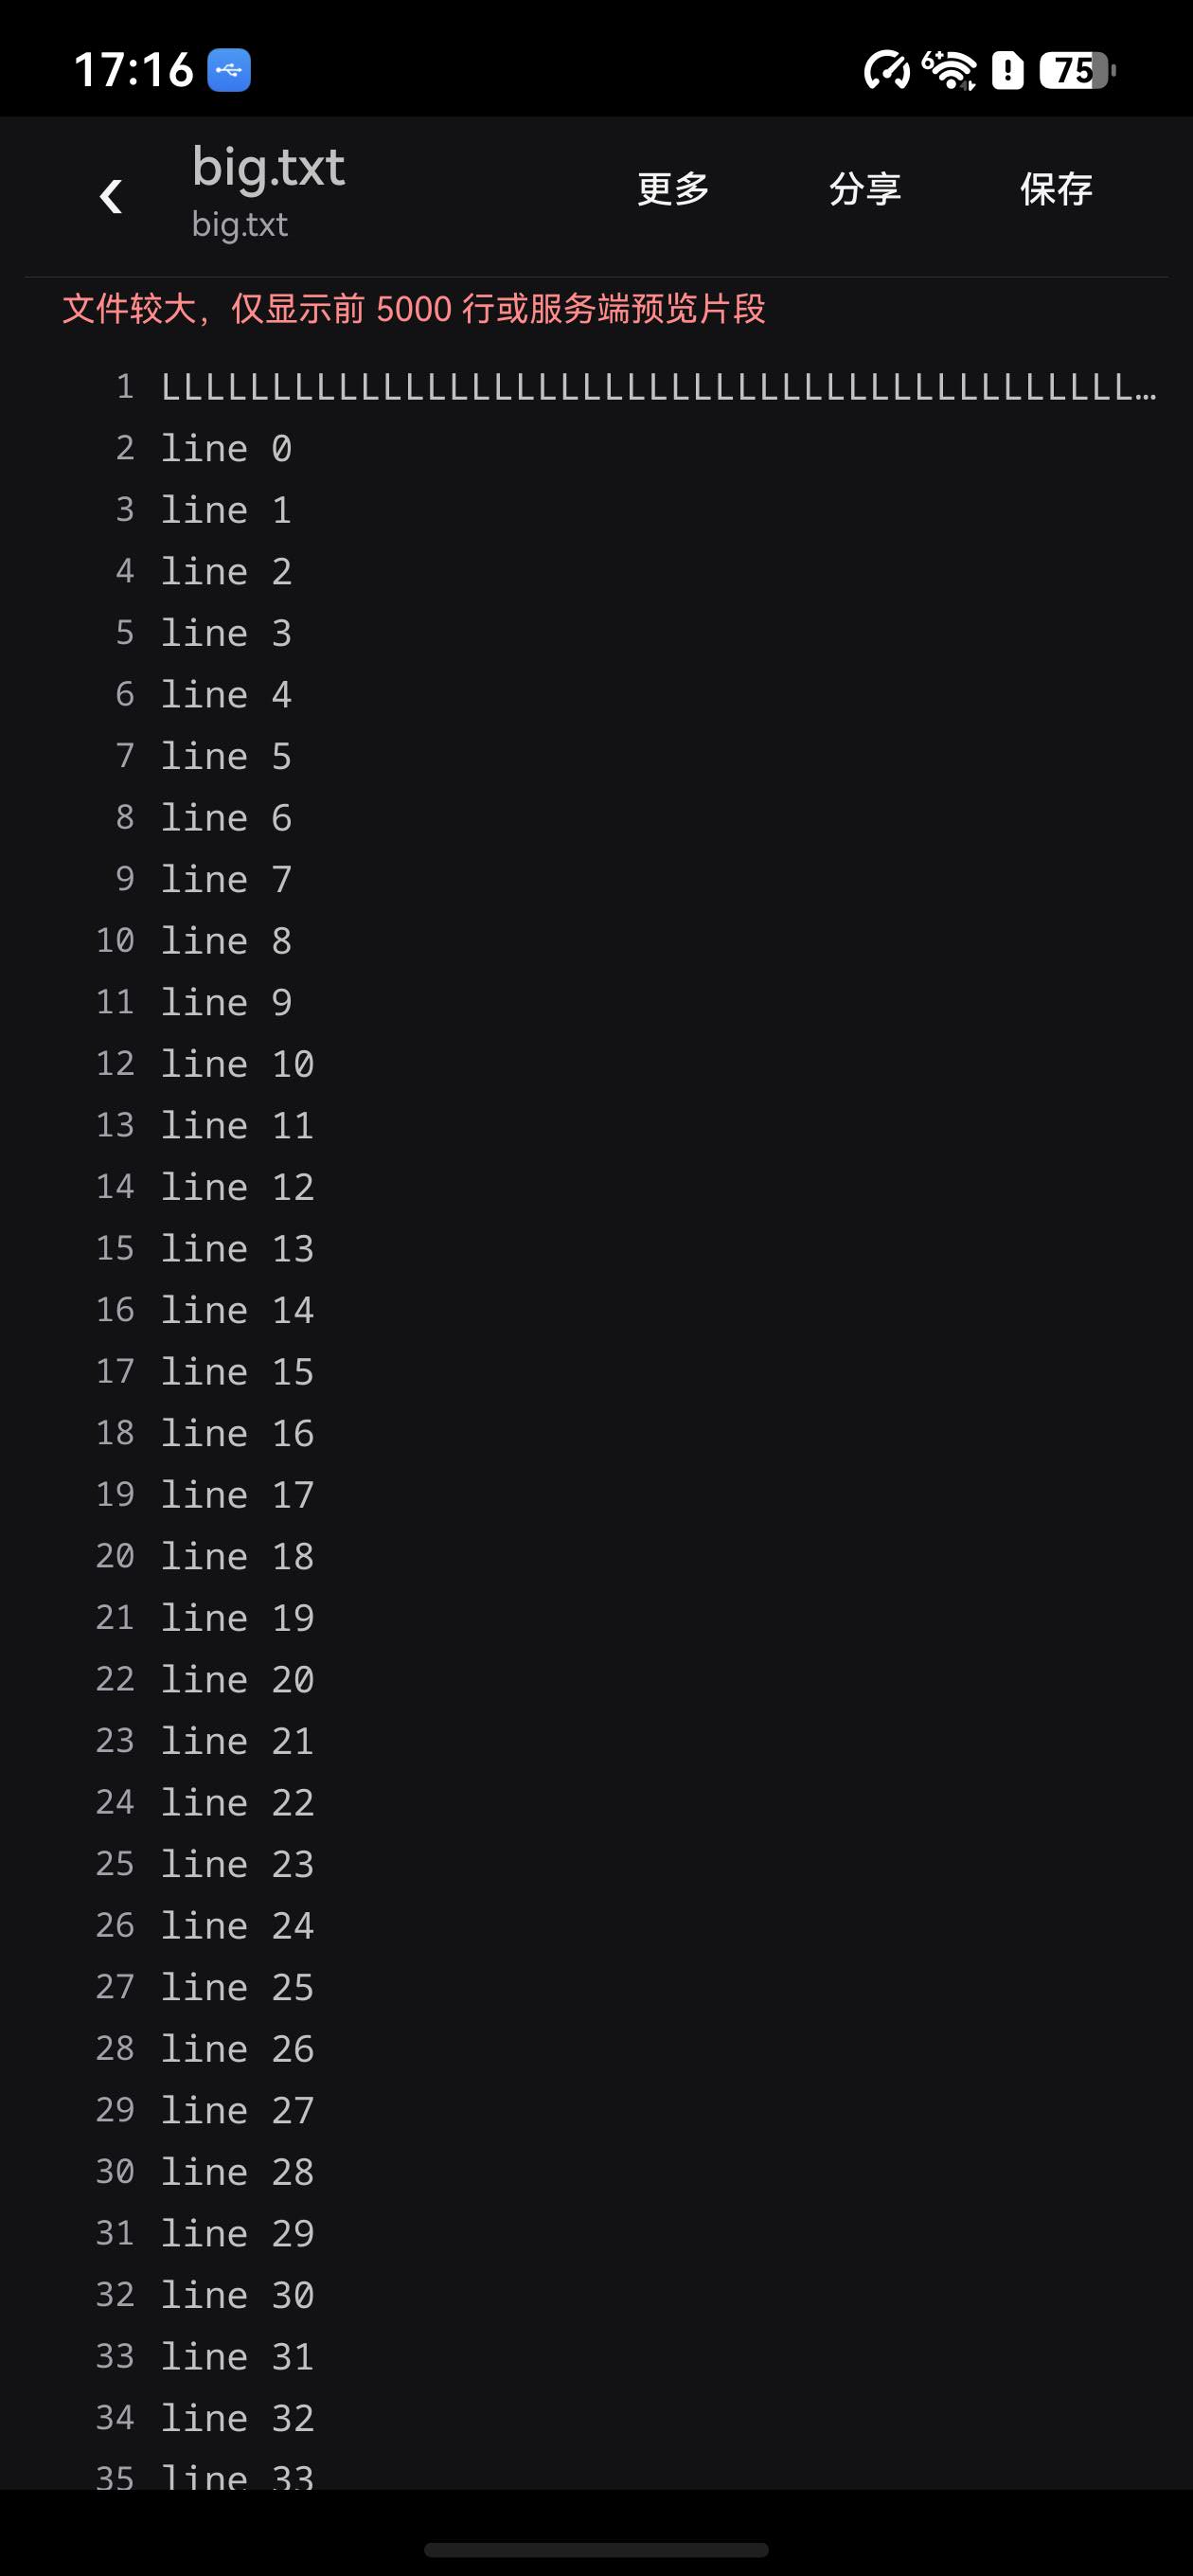 17:16
6+
75
big.txt
big.txt
更多 分享 保存
文件较大，仅显示前 5000 行或服务端预览片段
1 LLLLLLLLLLLLLLLLLLLLLLLLLLLLLLLLLLLLLLLLLLLL…
2 line 0
3 line 1
4 line 2
5 line 3
6 line 4
7 line 5
8 line 6
9 line 7
10 line 8
11 line 9
12 line 10
13 line 11
14 line 12
15 line 13
16 line 14
17 line 15
18 line 16
19 line 17
20 line 18
21 line 19
22 line 20
23 line 21
24 line 22
25 line 23
26 line 24
27 line 25
28 line 26
29 line 27
30 line 28
31 line 29
32 line 30
33 line 31
34 line 32
35 line 33